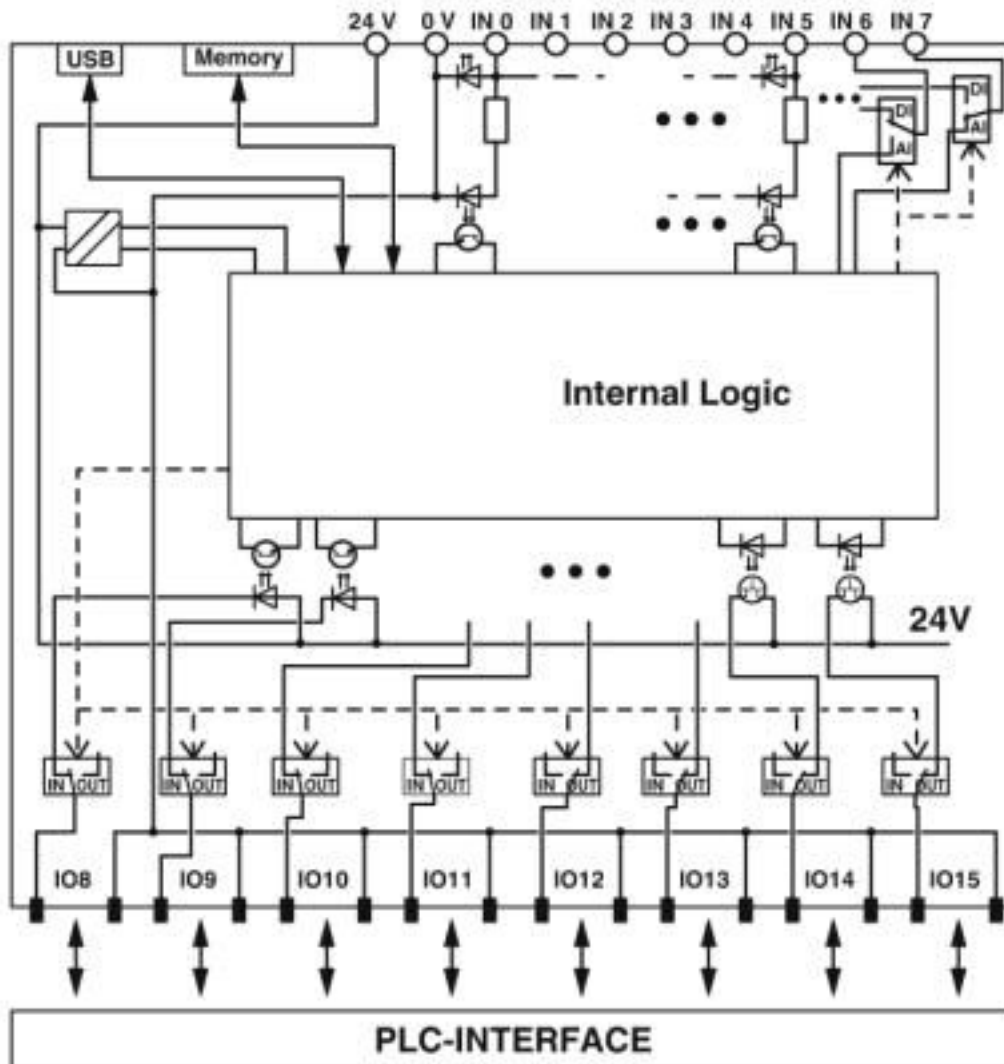 24 V 0 V IN 0 IN 1 IN 2 IN 3 IN 4 IN 5 IN 6 IN 7
USB Memory
DI
AI
DI
AI
Internal Logic
24V
IN OUT IN OUT IN OUT IN OUT IN OUT IN OUT IN OUT IN OUT
IO8 IO9 IO10 IO11 IO12 IO13 IO14 IO15
PLC-INTERFACE